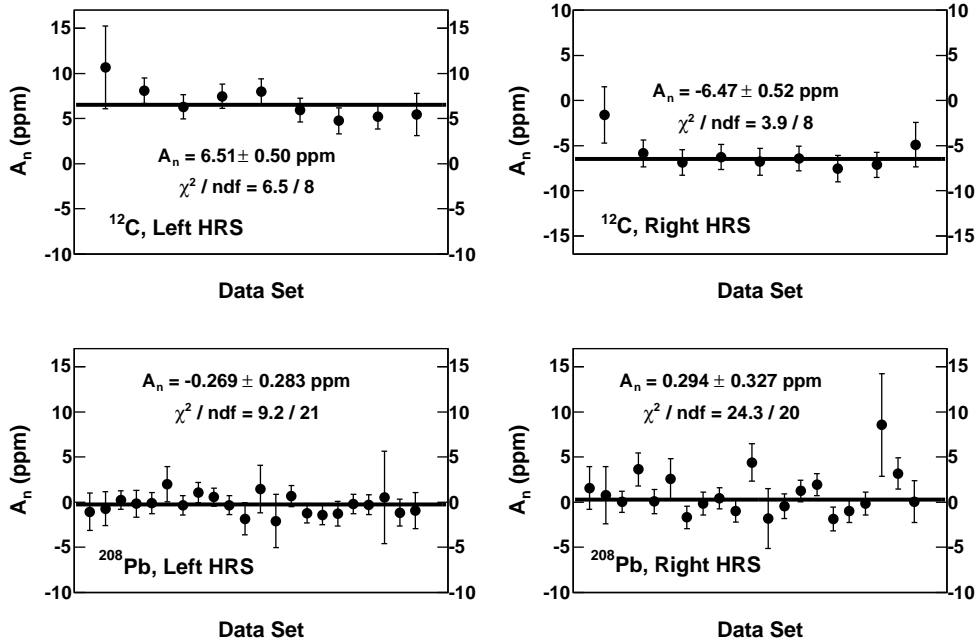 15
10
5
0
-5
-10
A_n (ppm)
A_n = 6.51 ± 0.50 ppm
χ² / ndf = 6.5 / 8
¹²C, Left HRS
15
10
5
0
-5
-10
Data Set
10
5
0
-5
-10
-15
A_n (ppm)
A_n = -6.47 ± 0.52 ppm
χ² / ndf = 3.9 / 8
¹²C, Right HRS
10
5
0
-5
-10
-15
Data Set
15
10
5
0
-5
-10
A_n (ppm)
A_n = -0.269 ± 0.283 ppm
χ² / ndf = 9.2 / 21
²⁰⁸Pb, Left HRS
15
10
5
0
-5
-10
Data Set
15
10
5
0
-5
-10
A_n (ppm)
A_n = 0.294 ± 0.327 ppm
χ² / ndf = 24.3 / 20
²⁰⁸Pb, Right HRS
15
10
5
0
-5
-10
Data Set